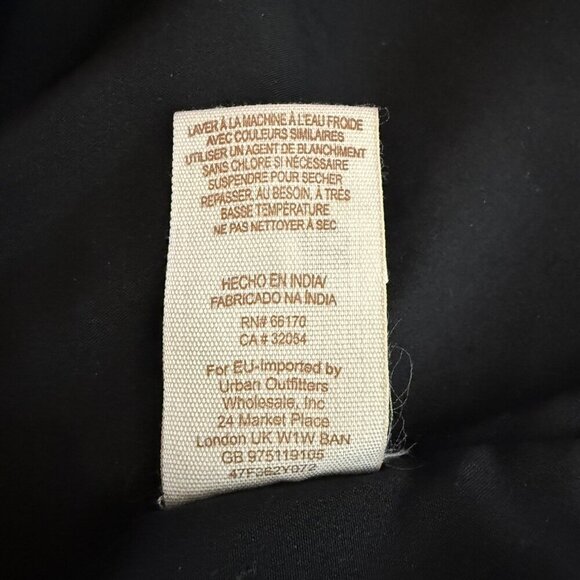 LAVER À LA MACHINE À L'EAU FROIDE
AVEC COULEURS SIMILAIRES
UTILISER UN AGENT DE BLANCHIMENT
SANS CHLORE SI NÉCESSAIRE
SUSPENDRE POUR SECHER
REPASSER, AU BESOIN, À TRÈS
BASSE TEMPÉRATURE
NE PAS NETTOYER À SEC
HECHO EN INDIA/
FABRICADO NA ÍNDIA
RN# 66170
CA # 32054
For EU-Imported by
Urban Outfitters
Wholesale, Inc
24 Market Place
London UK W1W BAN
GB 975119105
47F362Y072